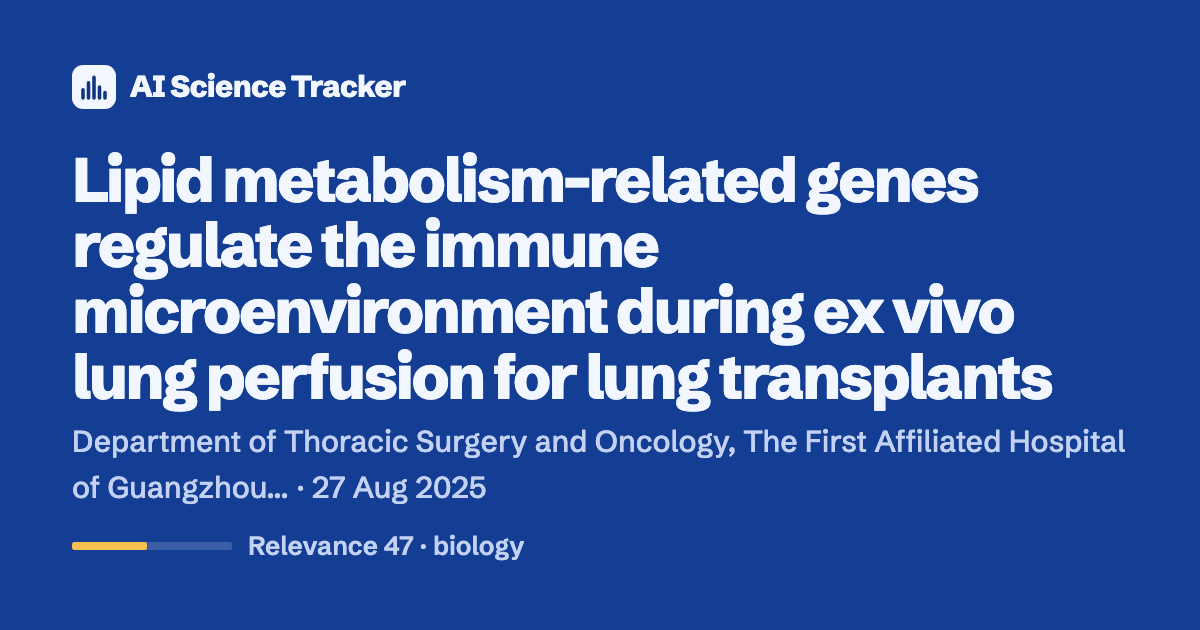 AI Science Tracker
Lipid metabolism-related genes
regulate the immune
microenvironment during ex vivo
lung perfusion for lung transplants
Department of Thoracic Surgery and Oncology, The First Affiliated Hospital
of Guangzhou... · 27 Aug 2025
Relevance 47 · biology